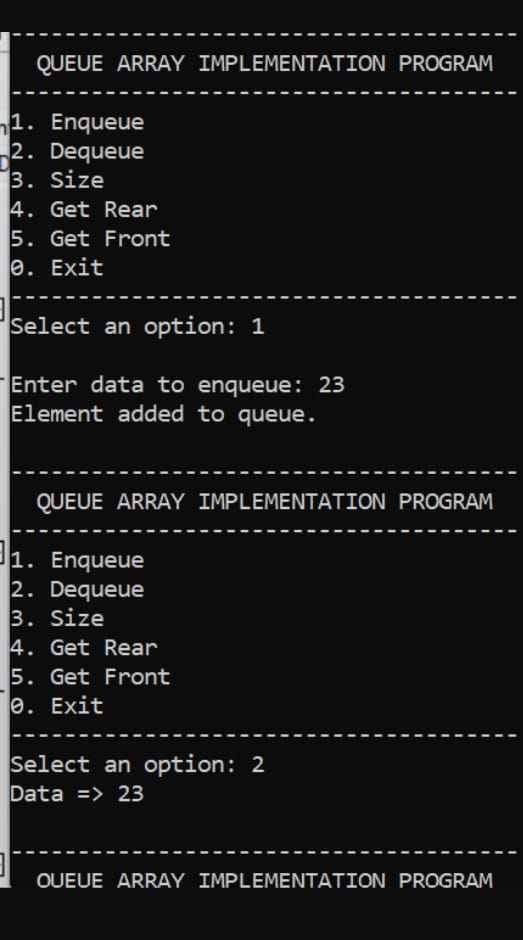 --------------------------------------
QUEUE ARRAY IMPLEMENTATION PROGRAM
--------------------------------------
1. Enqueue
2. Dequeue
3. Size
4. Get Rear
5. Get Front
0. Exit
--------------------------------------
Select an option: 1
Enter data to enqueue: 23
Element added to queue.
--------------------------------------
QUEUE ARRAY IMPLEMENTATION PROGRAM
--------------------------------------
1. Enqueue
2. Dequeue
3. Size
4. Get Rear
5. Get Front
0. Exit
--------------------------------------
Select an option: 2
Data => 23
--------------------------------------
QUEUE ARRAY IMPLEMENTATION PROGRAM